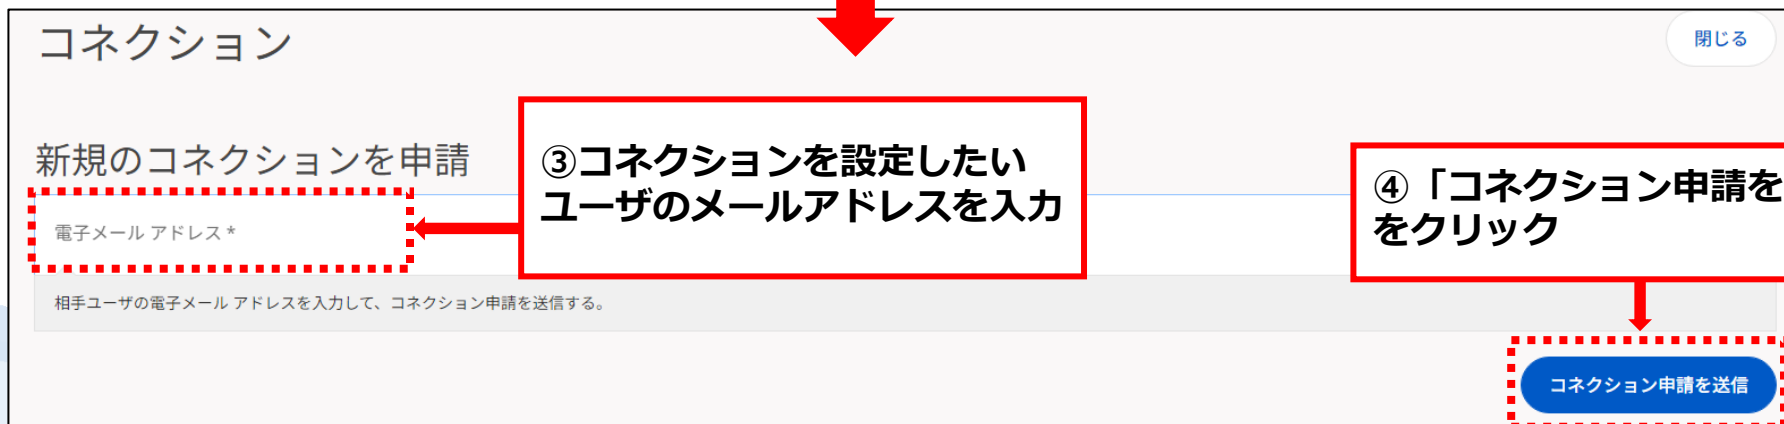 コネクション
閉じる
新規のコネクションを申請
③コネクションを設定したい
ユーザのメールアドレスを入力
④「コネクション申請を
をクリック
電子メール アドレス *
相手ユーザの電子メール アドレスを入力して、コネクション申請を送信する。
コネクション申請を送信